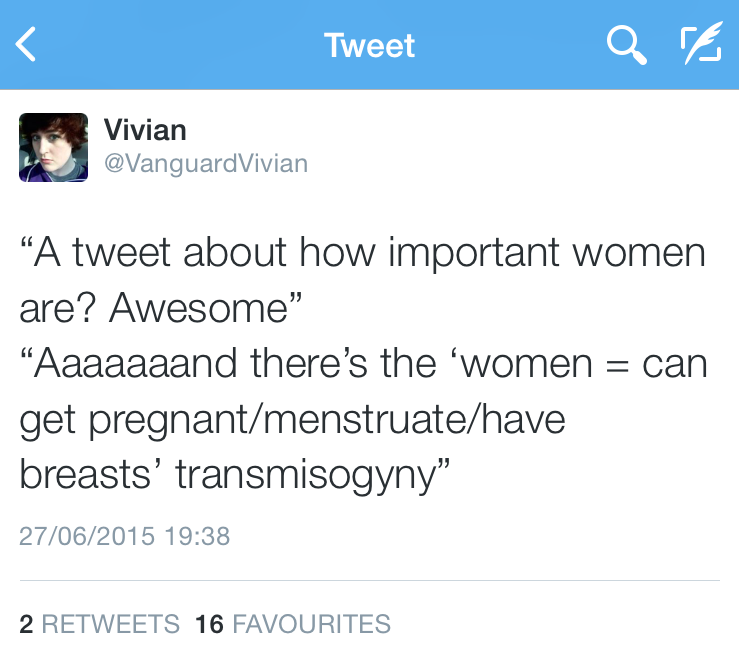 Tweet
Vivian
@VanguardVivian
“A tweet about how important women
are? Awesome”
“Aaaaaaand there’s the ‘women = can
get pregnant/menstruate/have
breasts’ transmisogyny”
27/06/2015 19:38
2 RETWEETS 16 FAVOURITES